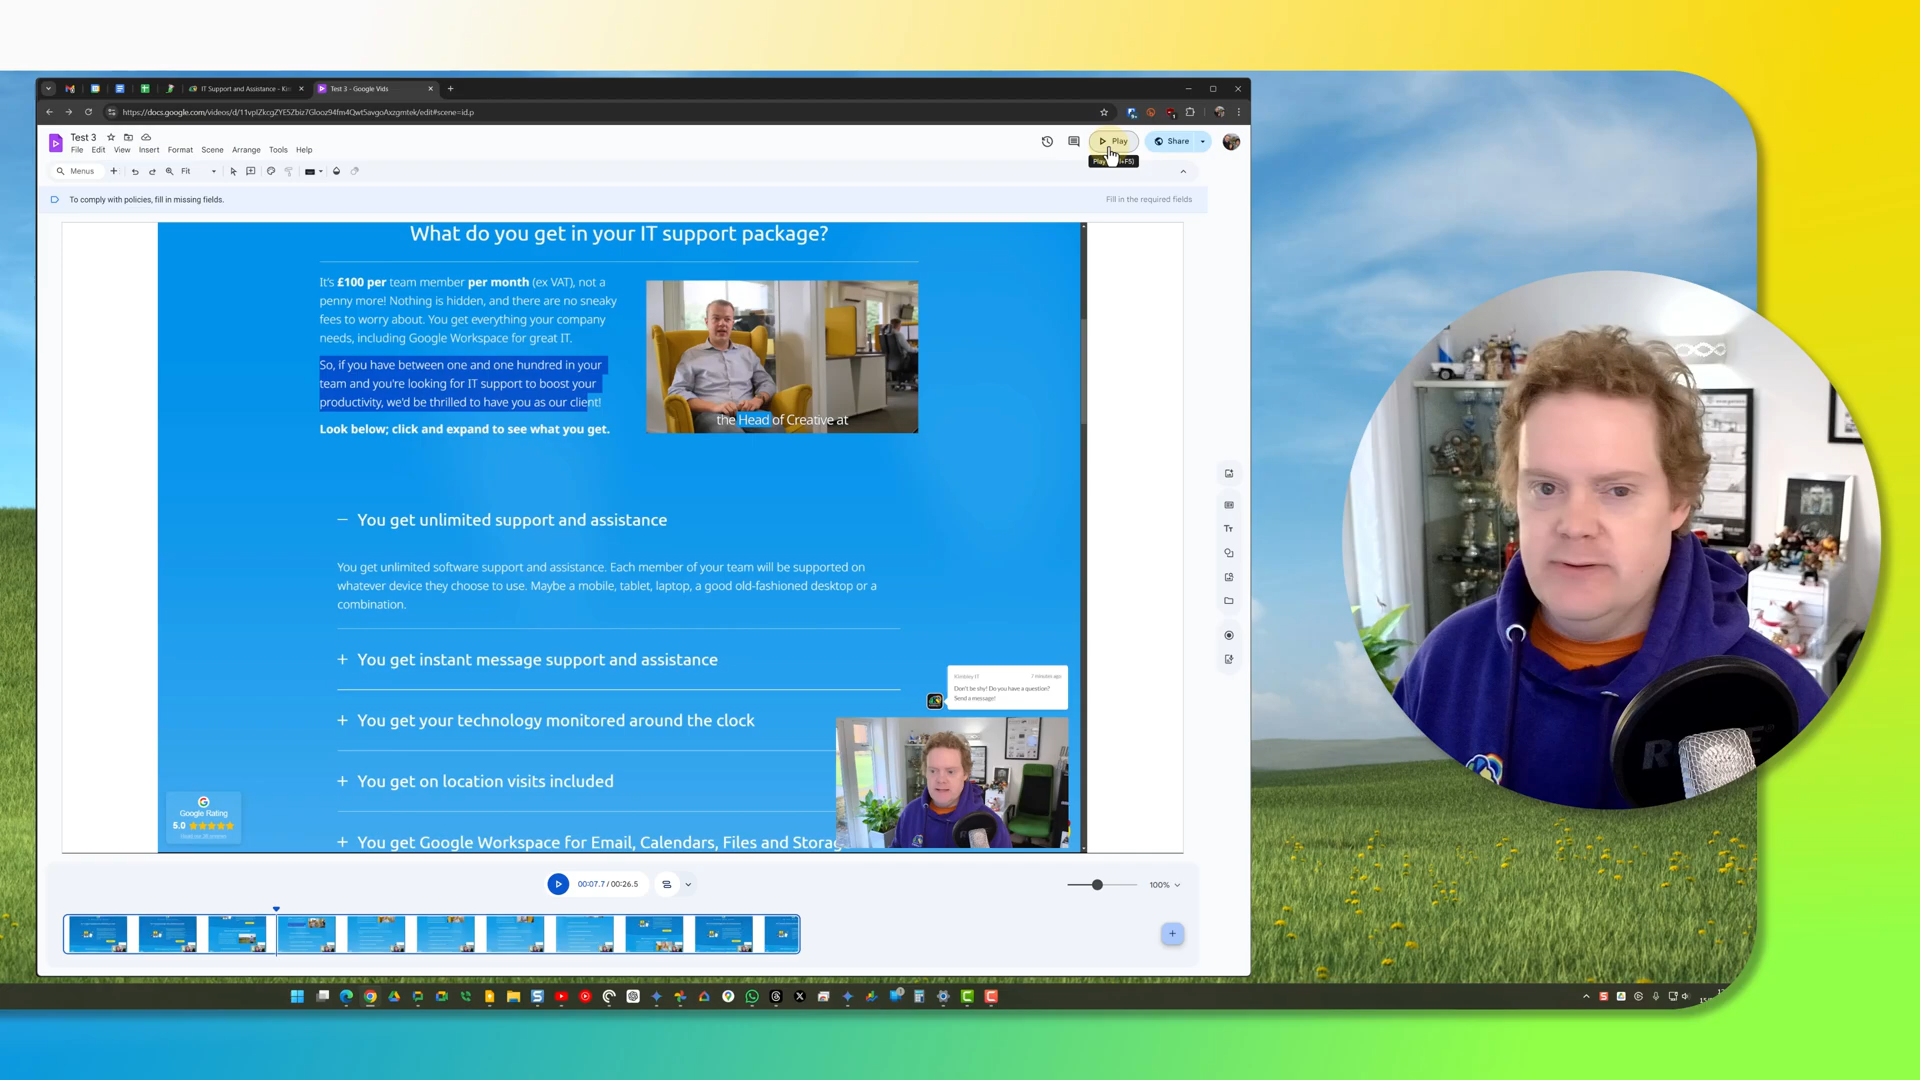 IT Support and Assistance - Kim
Test 3 - Google Vids
https://docs.google.com/videos/d/11vplZkcgZYE5Zbiz7Glooz94fm4Qwt5avgoAxzgmtek/edit#scene=id.p
Test 3
File Edit View Insert Format Scene Arrange Tools Help
Play
Share
Menus
Fit
To comply with policies, fill in missing fields.
Fill in the required fields
What do you get in your IT support package?
It's £100 per team member per month (ex VAT), not a
penny more! Nothing is hidden, and there are no sneaky
fees to worry about. You get everything your company
needs, including Google Workspace for great IT.
So, if you have between one and one hundred in your
team and you're looking for IT support to boost your
productivity, we'd be thrilled to have you as our client!
Look below; click and expand to see what you get.
the Head of Creative at
You get unlimited support and assistance
You get unlimited software support and assistance. Each member of your team will be supported on
whatever device they choose to use. Maybe a mobile, tablet, laptop, a good old-fashioned desktop or a
combination.
You get instant message support and assistance
You get your technology monitored around the clock
You get on location visits included
You get Google Workspace for Email, Calendars, Files and Storag
7 minutes ago
Don't be shy! Do you have a question?
Send a message!
Google Rating
5.0
00:07.7 / 00:26.5
100%